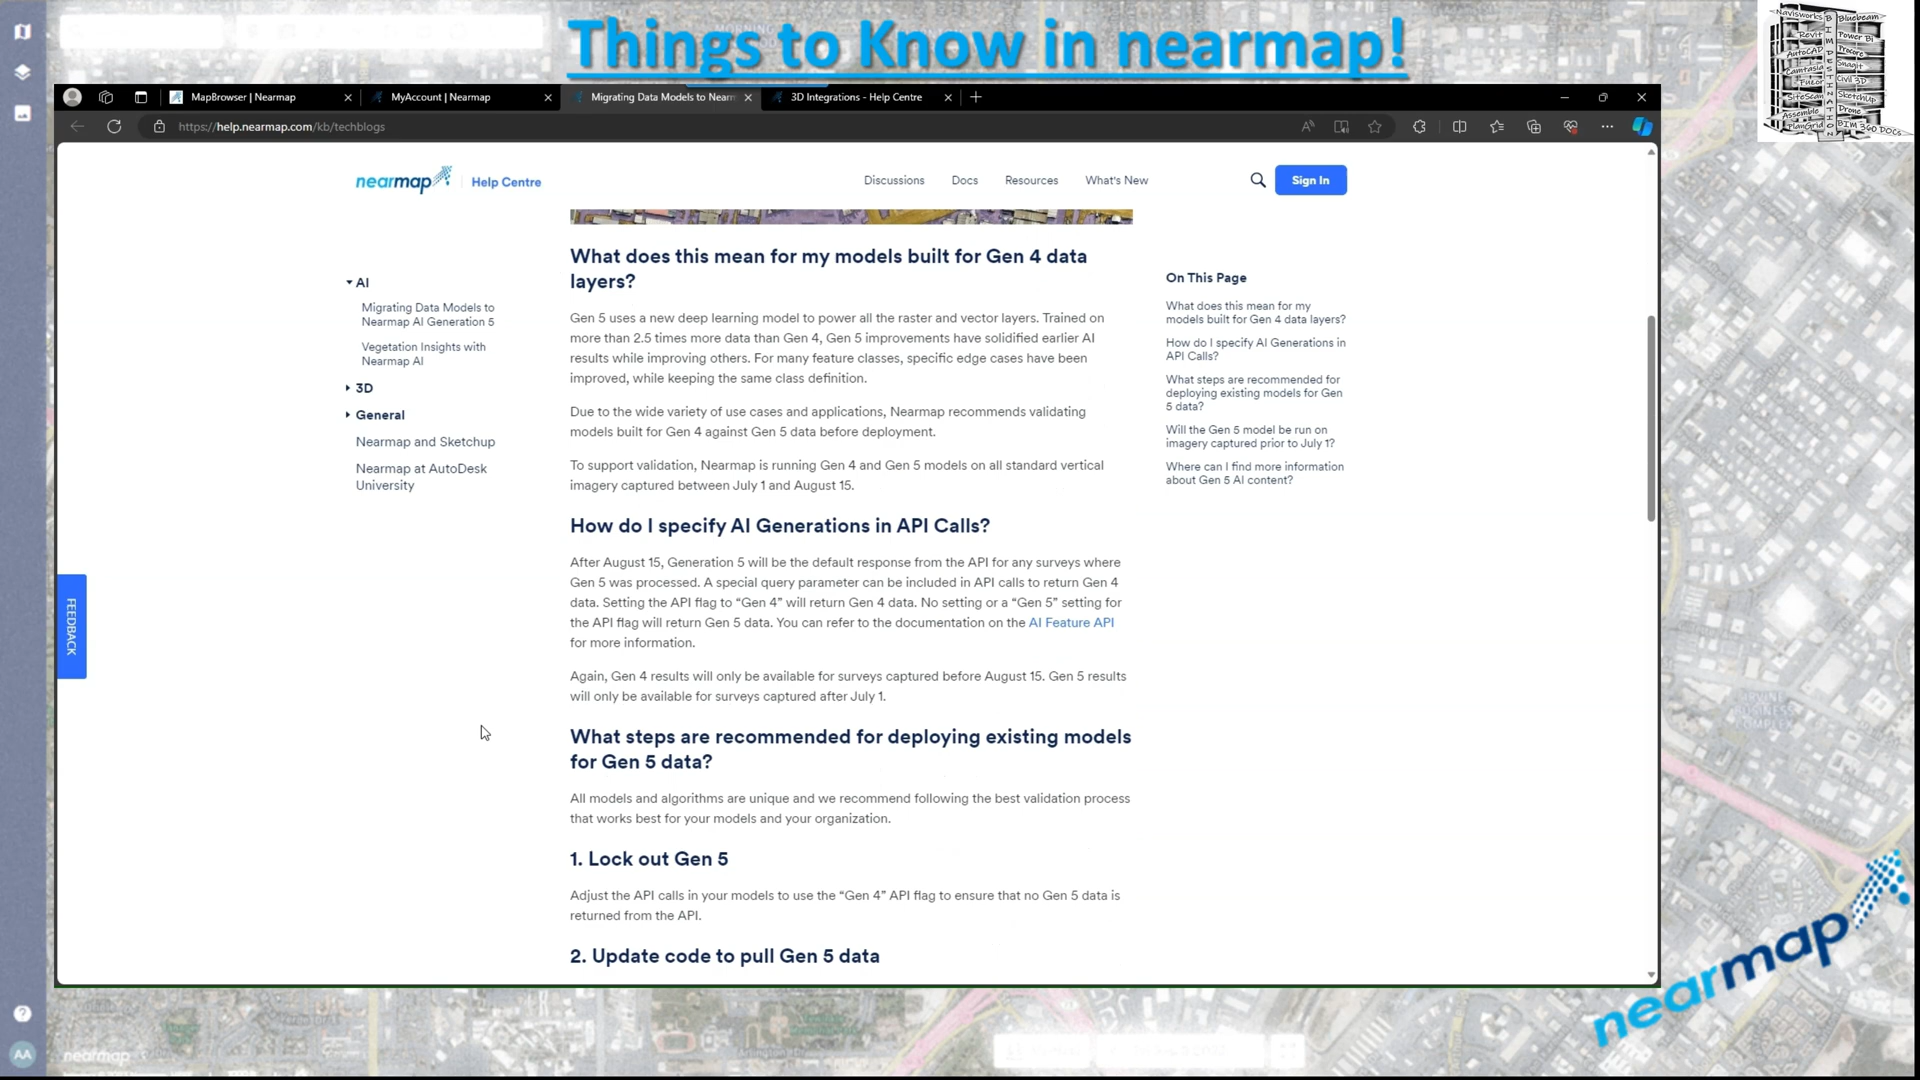 Things to Know in nearmap!
MapBrowser | Nearmap
MyAccount | Nearmap
Migrating Data Models to Nearm
3D Integrations - Help Centre
https://help.nearmap.com/kb/techblogs
nearmap
Help Centre
Discussions
Docs
Resources
What's New
Sign In
AI
Migrating Data Models to
Nearmap AI Generation 5
Vegetation Insights with
Nearmap AI
3D
General
Nearmap and Sketchup
Nearmap at AutoDesk
University
FEEDBACK
What does this mean for my models built for Gen 4 data
layers?
Gen 5 uses a new deep learning model to power all the raster and vector layers. Trained on
more than 2.5 times more data than Gen 4, Gen 5 improvements have solidified earlier AI
results while improving others. For many feature classes, specific edge cases have been
improved, while keeping the same class definition.
Due to the wide variety of use cases and applications, Nearmap recommends validating
models built for Gen 4 against Gen 5 data before deployment.
To support validation, Nearmap is running Gen 4 and Gen 5 models on all standard vertical
imagery captured between July 1 and August 15.
How do I specify AI Generations in API Calls?
After August 15, Generation 5 will be the default response from the API for any surveys where
Gen 5 was processed. A special query parameter can be included in API calls to return Gen 4
data. Setting the API flag to “Gen 4” will return Gen 4 data. No setting or a “Gen 5” setting for
the API flag will return Gen 5 data. You can refer to the documentation on the AI Feature API
for more information.
Again, Gen 4 results will only be available for surveys captured before August 15. Gen 5 results
will only be available for surveys captured after July 1.
What steps are recommended for deploying existing models
for Gen 5 data?
All models and algorithms are unique and we recommend following the best validation process
that works best for your models and your organization.
1. Lock out Gen 5
Adjust the API calls in your models to use the “Gen 4” API flag to ensure that no Gen 5 data is
returned from the API.
2. Update code to pull Gen 5 data
On This Page
What does this mean for my
models built for Gen 4 data layers?
How do I specify AI Generations in
API Calls?
What steps are recommended for
deploying existing models for Gen
5 data?
Will the Gen 5 model be run on
imagery captured prior to July 1?
Where can I find more information
about Gen 5 AI content?
Navisworks
Bluebeam
Revit
Power Bi
AutoCAD
Procore
Camtasia
Snagit
Civil 3D
SiteScan
SketchUp
Assemble
Drone
PlanGrid
BIM 360 DOCs
BIMPESTINATION
nearmap
AA
nearmap